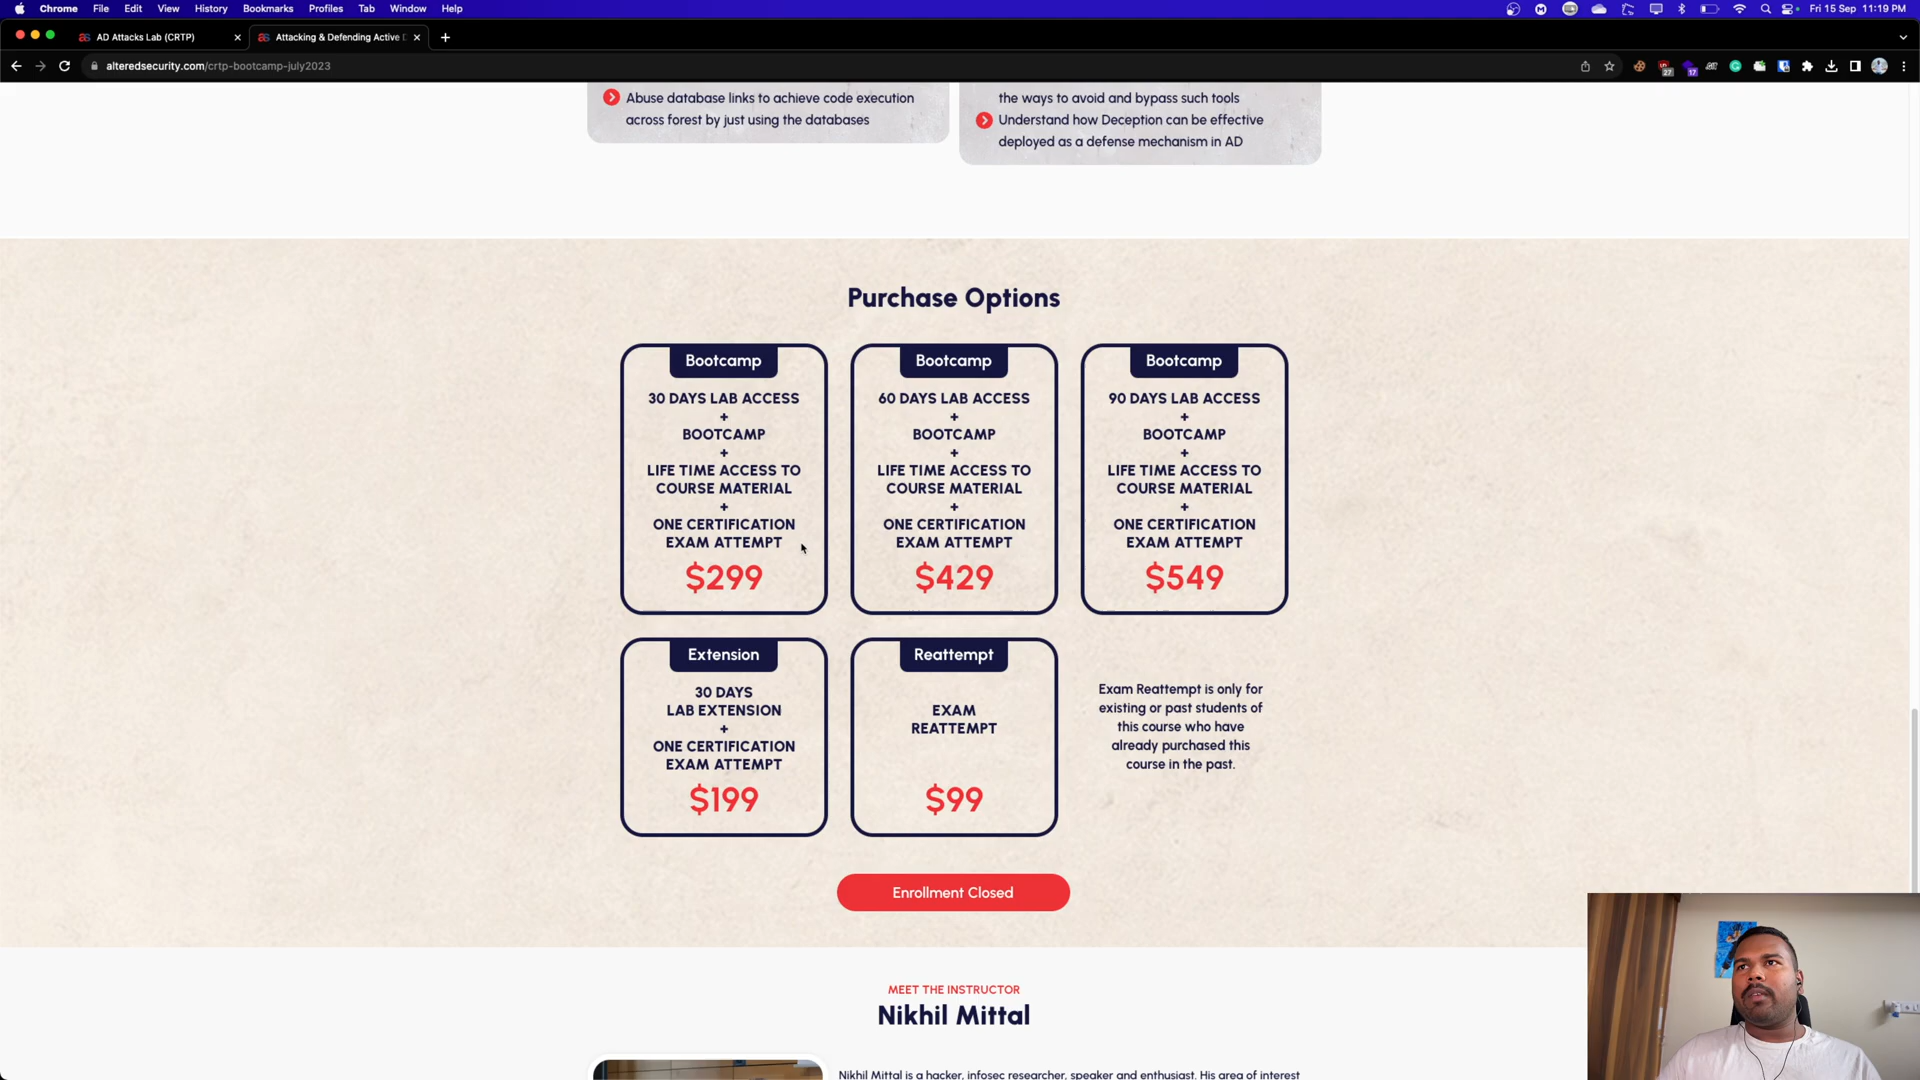 Chrome File Edit View History Bookmarks Profiles Tab Window Help
Fri 15 Sep 11:19 PM
AD Attacks Lab (CRTP)
Attacking & Defending Active
alteredsecurity.com/crtp-bootcamp-july2023
27
17
Abuse database links to achieve code execution
across forest by just using the databases
the ways to avoid and bypass such tools
Understand how Deception can be effective
deployed as a defense mechanism in AD
Purchase Options
Bootcamp
30 DAYS LAB ACCESS
+
BOOTCAMP
+
LIFE TIME ACCESS TO
COURSE MATERIAL
+
ONE CERTIFICATION
EXAM ATTEMPT
$299
Bootcamp
60 DAYS LAB ACCESS
+
BOOTCAMP
+
LIFE TIME ACCESS TO
COURSE MATERIAL
+
ONE CERTIFICATION
EXAM ATTEMPT
$429
Bootcamp
90 DAYS LAB ACCESS
+
BOOTCAMP
+
LIFE TIME ACCESS TO
COURSE MATERIAL
+
ONE CERTIFICATION
EXAM ATTEMPT
$549
Extension
30 DAYS
LAB EXTENSION
+
ONE CERTIFICATION
EXAM ATTEMPT
$199
Reattempt
EXAM
REATTEMPT
$99
Exam Reattempt is only for
existing or past students of
this course who have
already purchased this
course in the past.
Enrollment Closed
MEET THE INSTRUCTOR
Nikhil Mittal
Nikhil Mittal is a hacker, infosec researcher, speaker and enthusiast. His area of interest